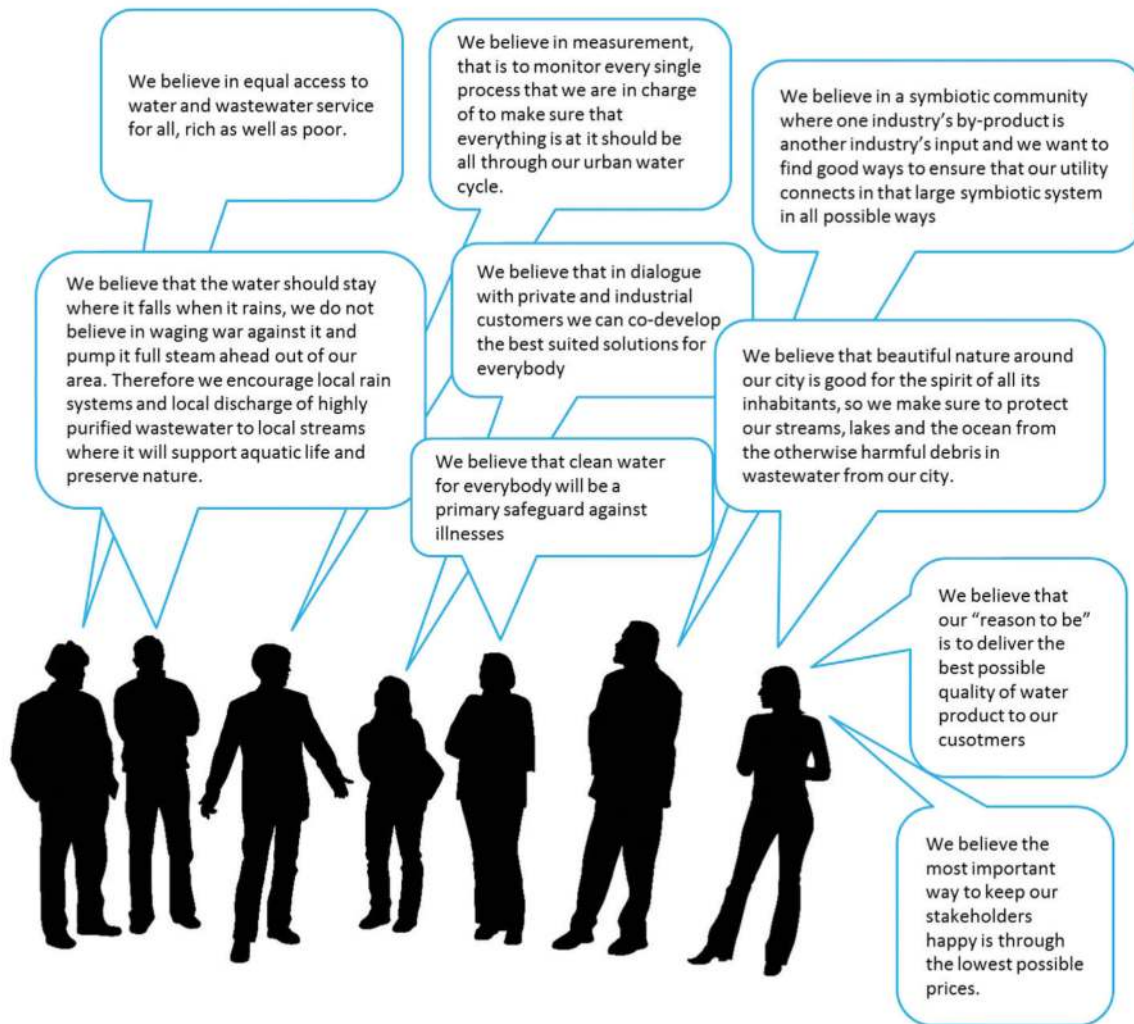 We believe in equal access to
water and wastewater service
for all, rich as well as poor.
We believe in measurement,
that is to monitor every single
process that we are in charge
of to make sure that
everything is at it should be
all through our urban water
cycle.
We believe in a symbiotic community
where one industry's by-product is
another industry's input and we want to
find good ways to ensure that our utility
connects in that large symbiotic system
in all possible ways
We believe that the water should stay
where it falls when it rains, we do not
believe in waging war against it and
pump it full steam ahead out of our
area. Therefore we encourage local rain
systems and local discharge of highly
purified wastewater to local streams
where it will support aquatic life and
preserve nature.
We believe that in dialogue
with private and industrial
customers we can co-develop
the best suited solutions for
everybody
We believe that beautiful nature around
our city is good for the spirit of all its
inhabitants, so we make sure to protect
our streams, lakes and the ocean from
the otherwise harmful debris in
wastewater from our city.
We believe that clean water
for everybody will be a
primary safeguard against
illnesses
We believe that
our “reason to be”
is to deliver the
best possible
quality of water
product to our
cusotmers
We believe the
most important
way to keep our
stakeholders
happy is through
the lowest possible
prices.